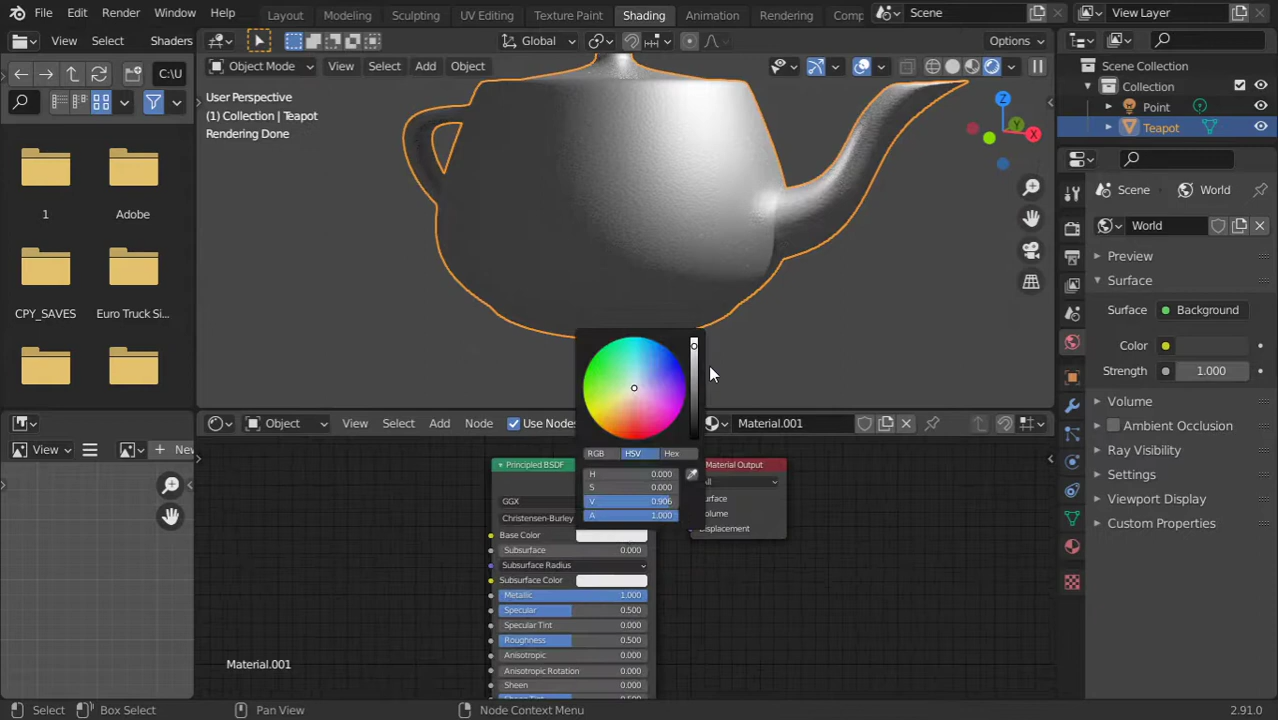 File Edit Render Window Help Layout Modeling Sculpting UV Editing Texture Paint Shading Animation Rendering Comp Scene View Layer
View Select Shaders Global Options
Object Mode View Select Add Object Scene Collection
C:\U Collection
User Perspective
(1) Collection | Teapot Point
Rendering Done Teapot
Z
Y
X
Scene World
1 Adobe
World
Preview
Surface
CPY_SAVES Euro Truck Si...
Surface Background
Color
Strength 1.000
Volume
Object View Select Add Node Use Nodes Material.001
Ambient Occlusion
View New
Ray Visibility
RGB HSV Hex
Principled BSDF Material Output
Settings
H 0.000
All
S 0.000
Viewport Display
GGX V 0.906 urface
Christensen-Burley A 1.000 olume
Custom Properties
Base Color Displacement
Subsurface 0.000
Subsurface Radius
Subsurface Color
Metallic 1.000
Specular 0.500
Specular Tint 0.000
Roughness 0.500
Anisotropic 0.000
Material.001
Anisotropic Rotation 0.000
Sheen 0.000
Select Box Select Pan View Node Context Menu 2.91.0